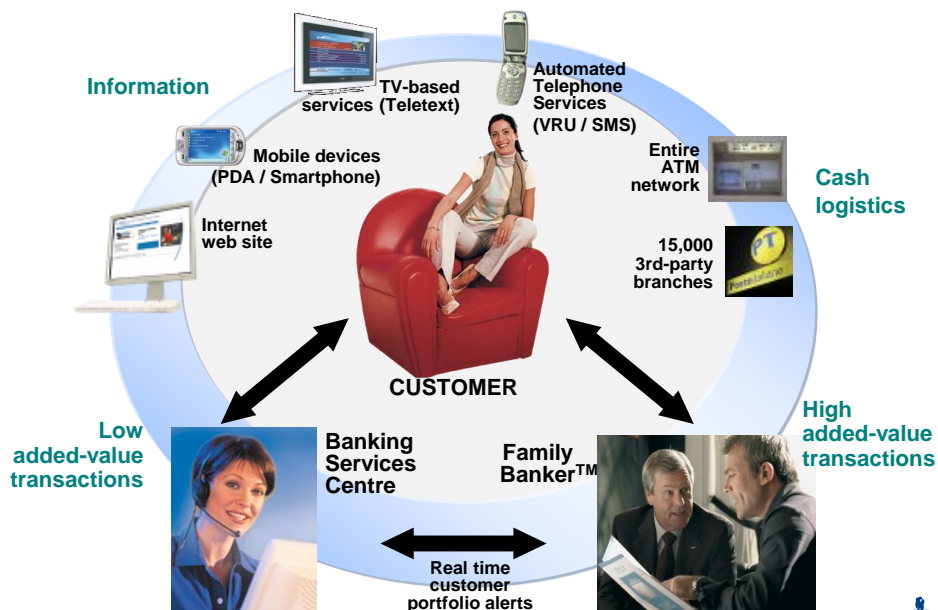 Information
TV-based
services (Teletext)
Automated
Telephone
Services
(VRU / SMS)
Mobile devices
(PDA / Smartphone)
Entire
ATM
network
Cash
logistics
Internet
web site
15,000
3rd-party
branches
PT
Posteitaliane
CUSTOMER
Low
added-value
transactions
Banking
Services
Centre
Family
Banker™
High
added-value
transactions
Real time
customer
portfolio alerts